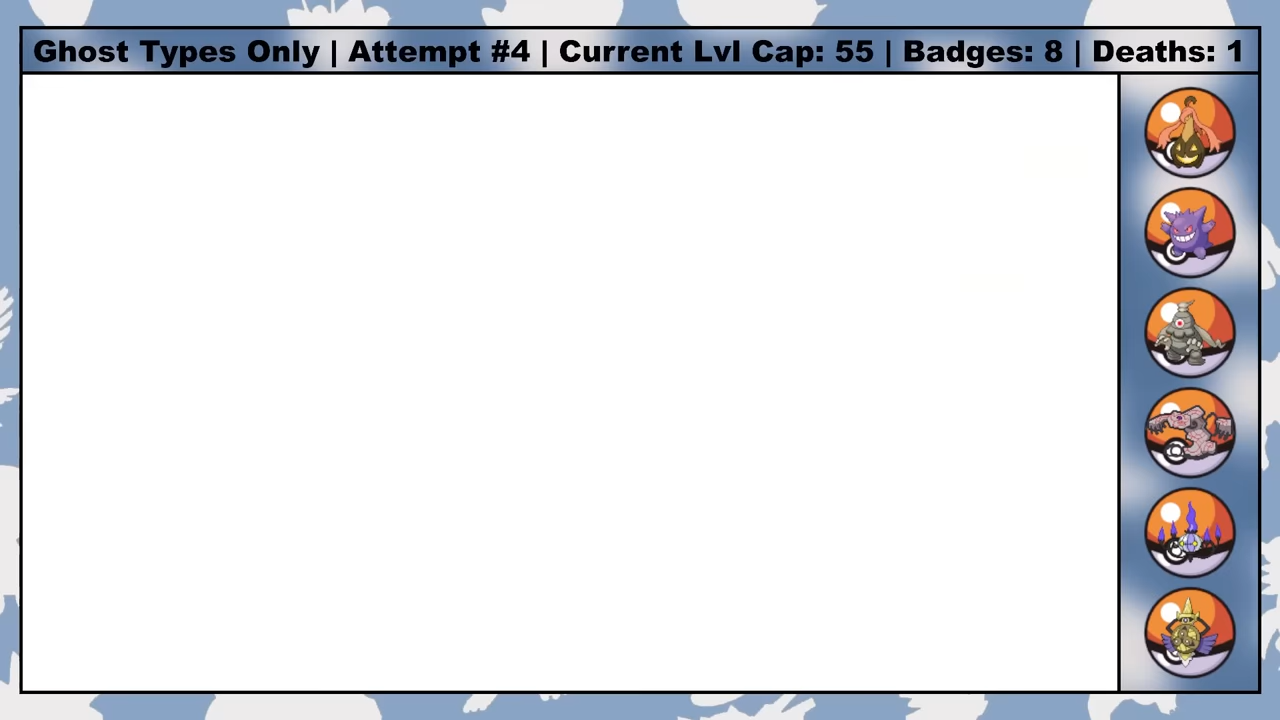 Ghost Types Only | Attempt #4 | Current Lvl Cap: 55 | Badges: 8 | Deaths: 1